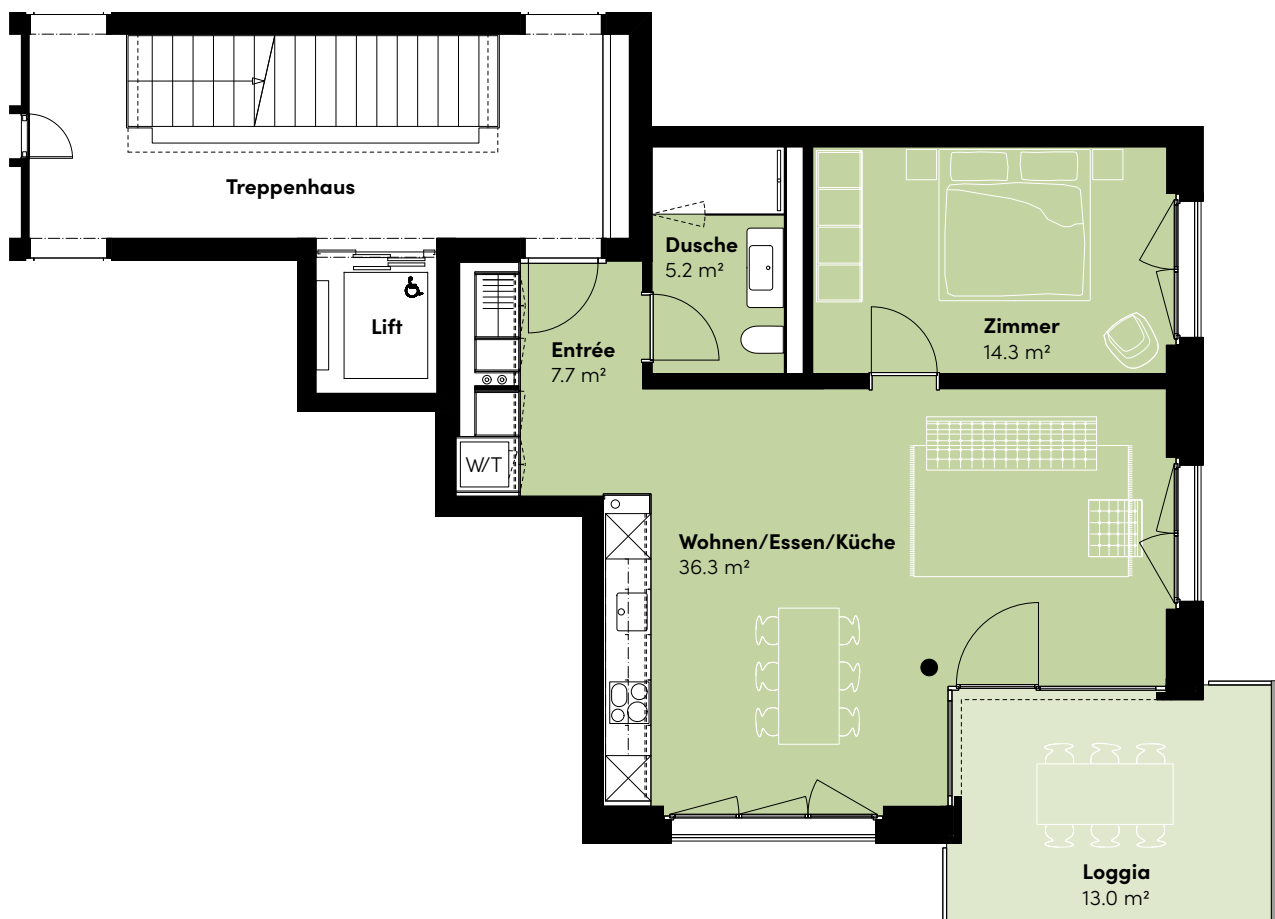 Treppenhaus
Dusche
5.2 m²
Lift
Zimmer
14.3 m²
Entrée
7.7 m²
W/T
Wohnen/Essen/Küche
36.3 m²
Loggia
13.0 m²